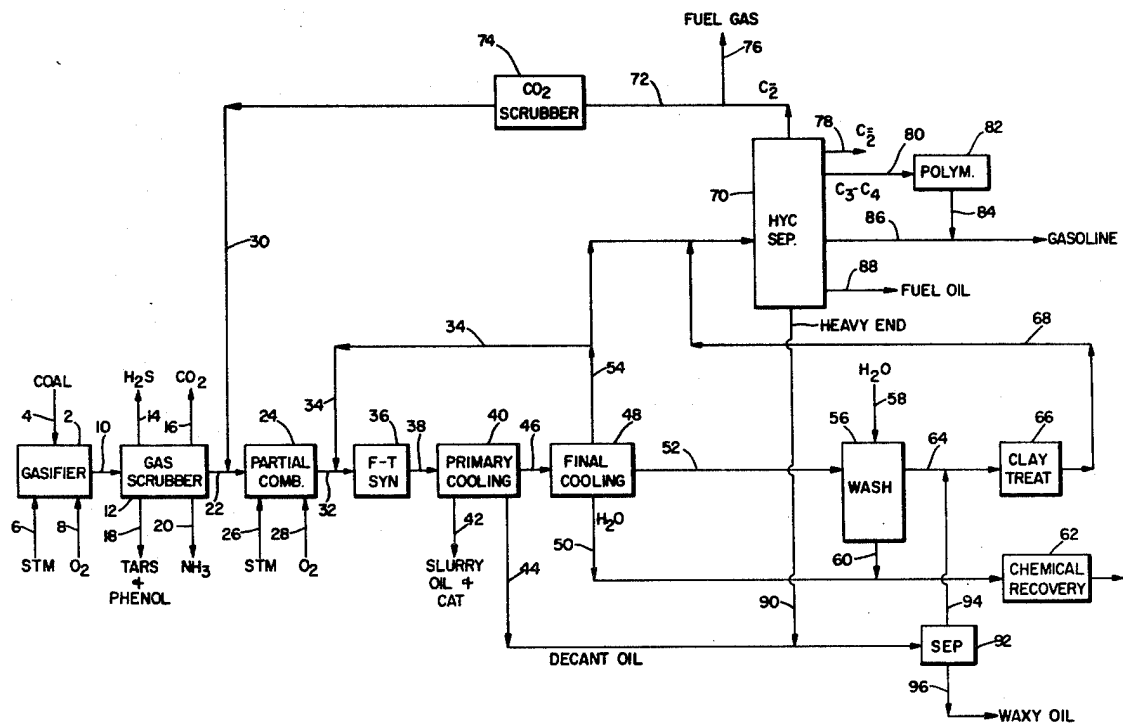 FUEL GAS
74
76
CO2
SCRUBBER
72
C2-
78
C2=
80
82
POLYM.
70
C3-C4
HYC
SEP.
84
86
GASOLINE
30
88
FUEL OIL
HEAVY END
34
68
COAL
H2S
CO2
34
54
H2O
4
2
14
16
24
36
40
48
58
10
38
46
56
66
GASIFIER
GAS
SCRUBBER
PARTIAL
COMB.
F-T
SYN
PRIMARY
COOLING
FINAL
COOLING
52
WASH
64
CLAY
TREAT
12
22
32
6
8
18
20
26
28
42
H2O
50
60
62
STM
O2
TARS
+
PHENOL
NH3
STM
O2
SLURRY
OIL +
CAT
44
CHEMICAL
RECOVERY
90
94
DECANT OIL
SEP
92
96
WAXY OIL